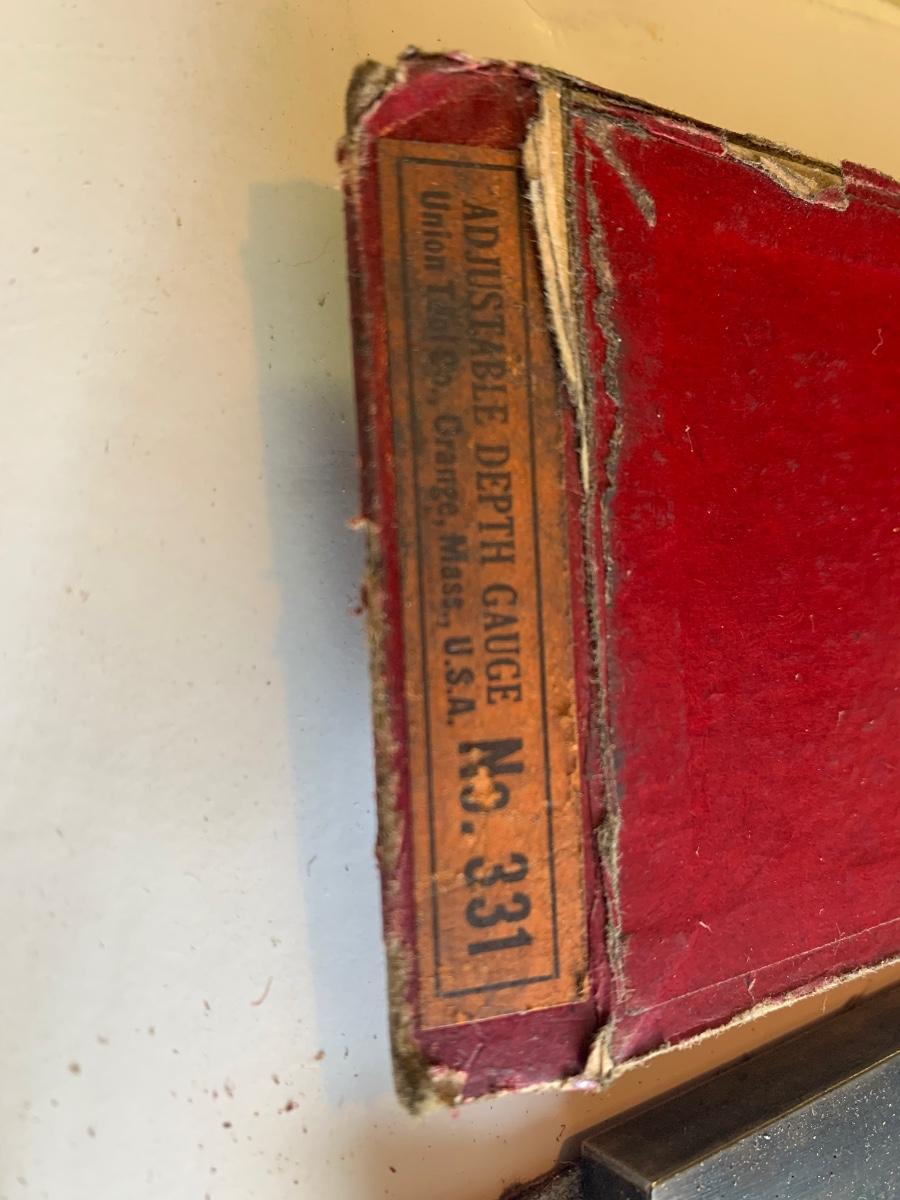 ADJUSTABLE DEPTH GAUGE No. 331
Union Tool Co., Orange, Mass., U.S.A.